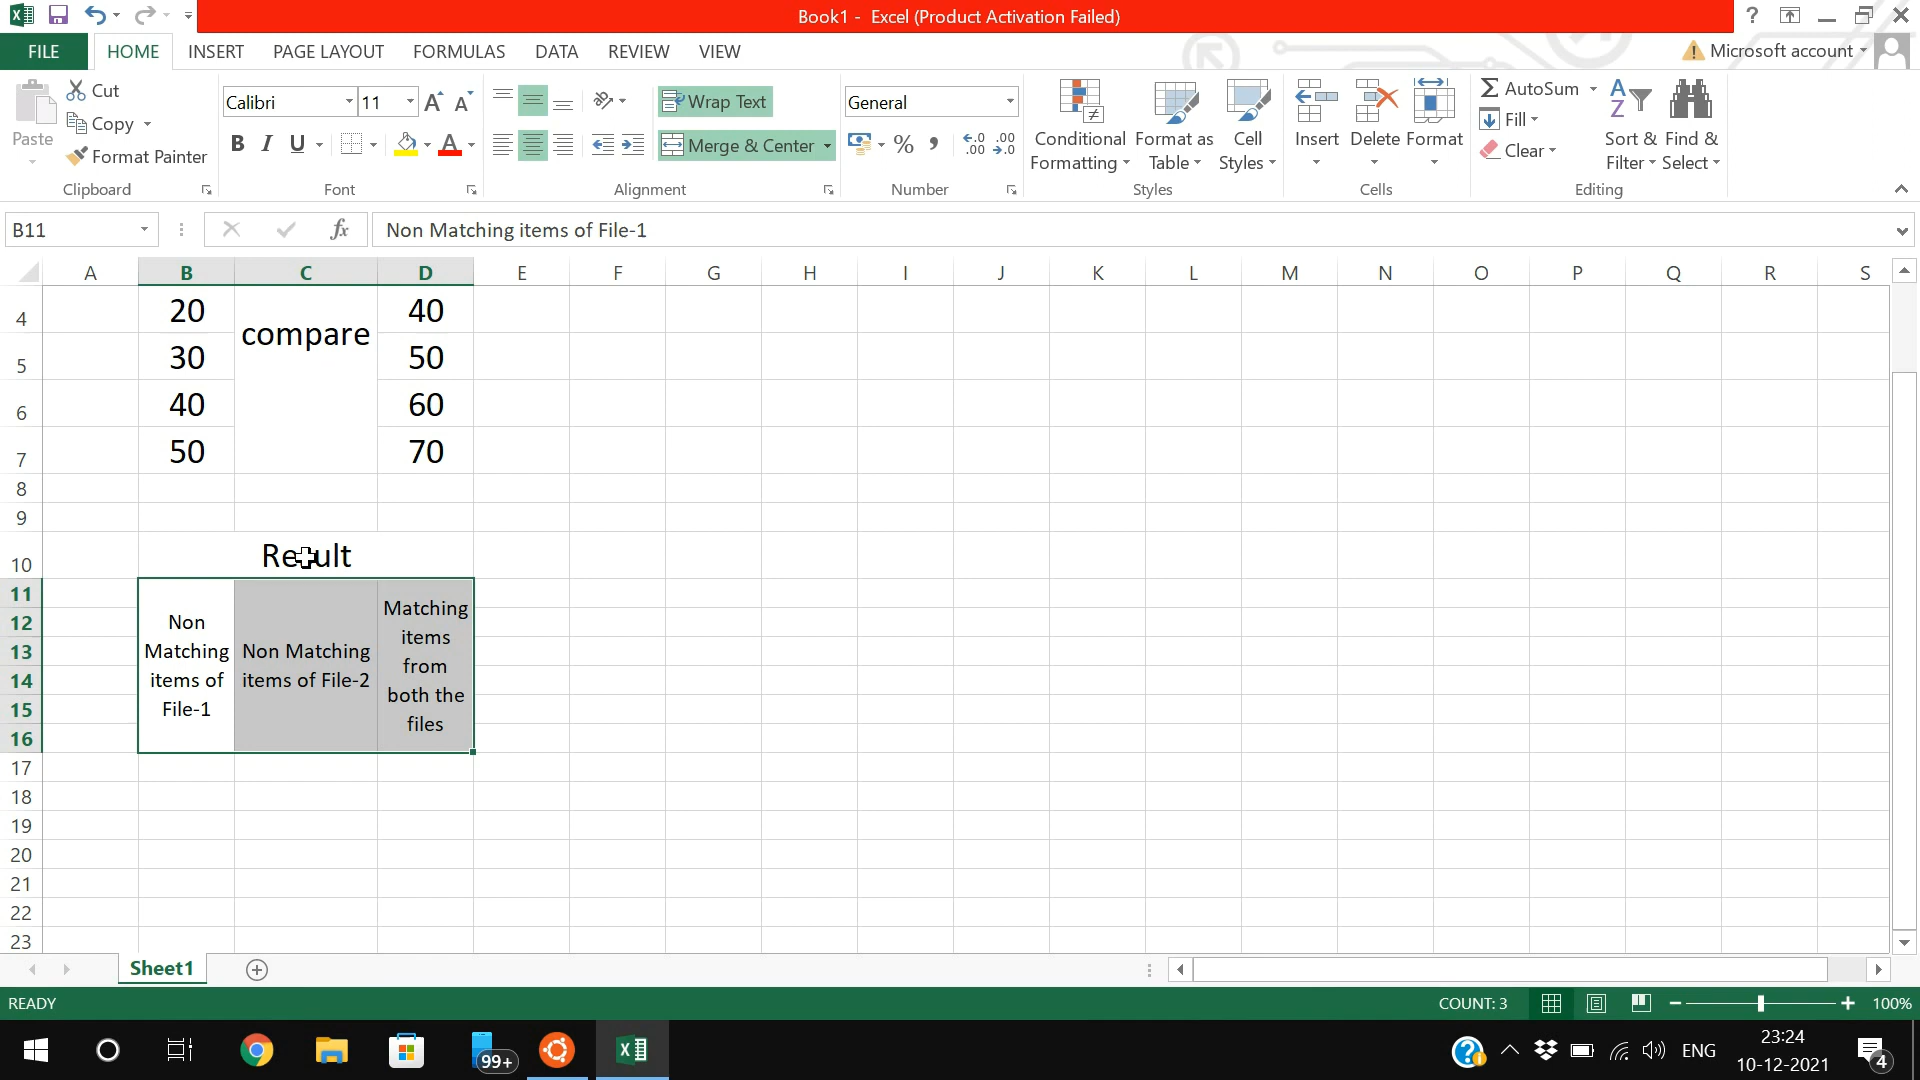 Book1 - Excel (Product Activation Failed)
?
FILE HOME INSERT PAGE LAYOUT FORMULAS DATA REVIEW VIEW
Microsoft account
Paste
Cut
Copy
Format Painter
Clipboard
Calibri 11
B I U
Font
Wrap Text
Merge & Center
Alignment
General
% ,
Number
Conditional Formatting
Format as Table
Cell Styles
Styles
Insert
Delete
Format
Cells
AutoSum
Fill
Clear
Sort & Filter
Find & Select
Editing
B11
fx
Non Matching items of File-1
A B C D E F G H I J K L M N O P Q R S
4 20 compare 40
5 30 50
6 40 60
7 50 70
8
9
10 Result
11
12
13
14
15
16
Non
Matching
items of
File-1
Non Matching
items of File-2
Matching
items
from
both the
files
17
18
19
20
21
22
23
Sheet1
READY
COUNT: 3
100%
99+
ENG
23:24
10-12-2021
4